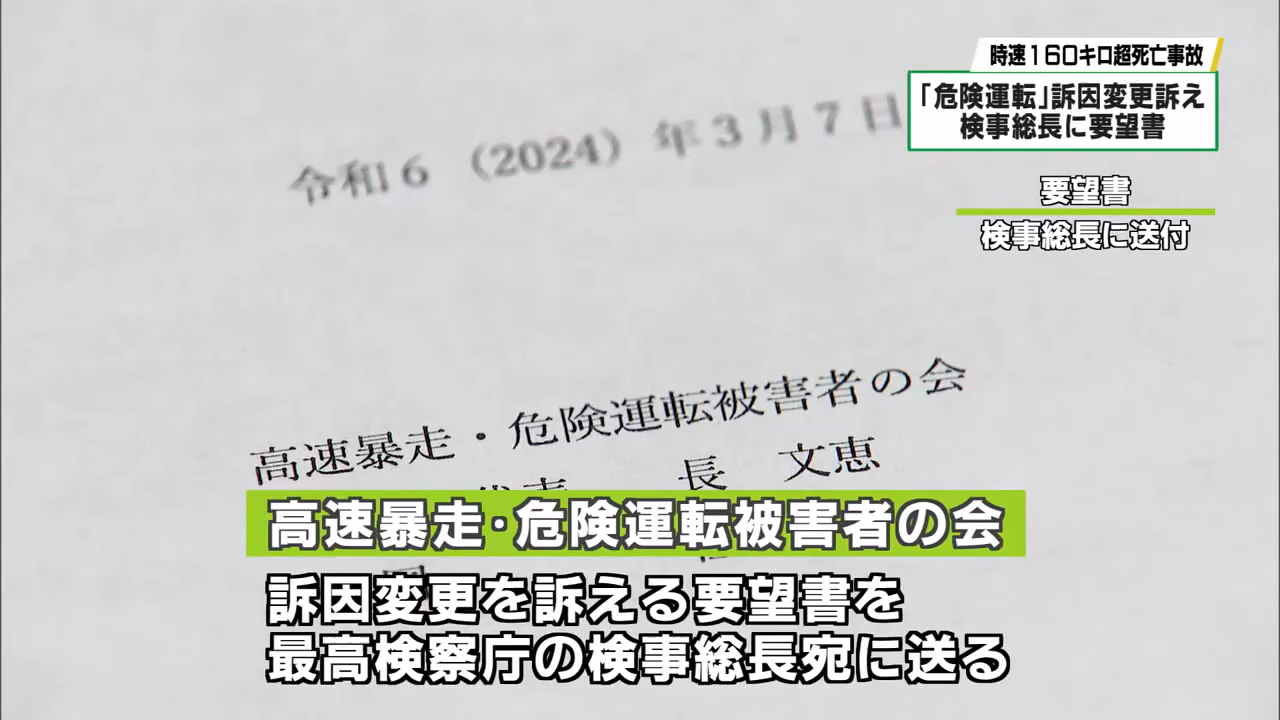 時速160キロ超死亡事故
「危険運転」訴因変更訴え
検事総長に要望書
要望書
検事総長に送付
令和6(2024)年3月7日
高速暴走・危険運転被害者の会
代表 長 文恵
高速暴走・危険運転被害者の会
訴因変更を訴える要望書を
最高検察庁の検事総長宛に送る